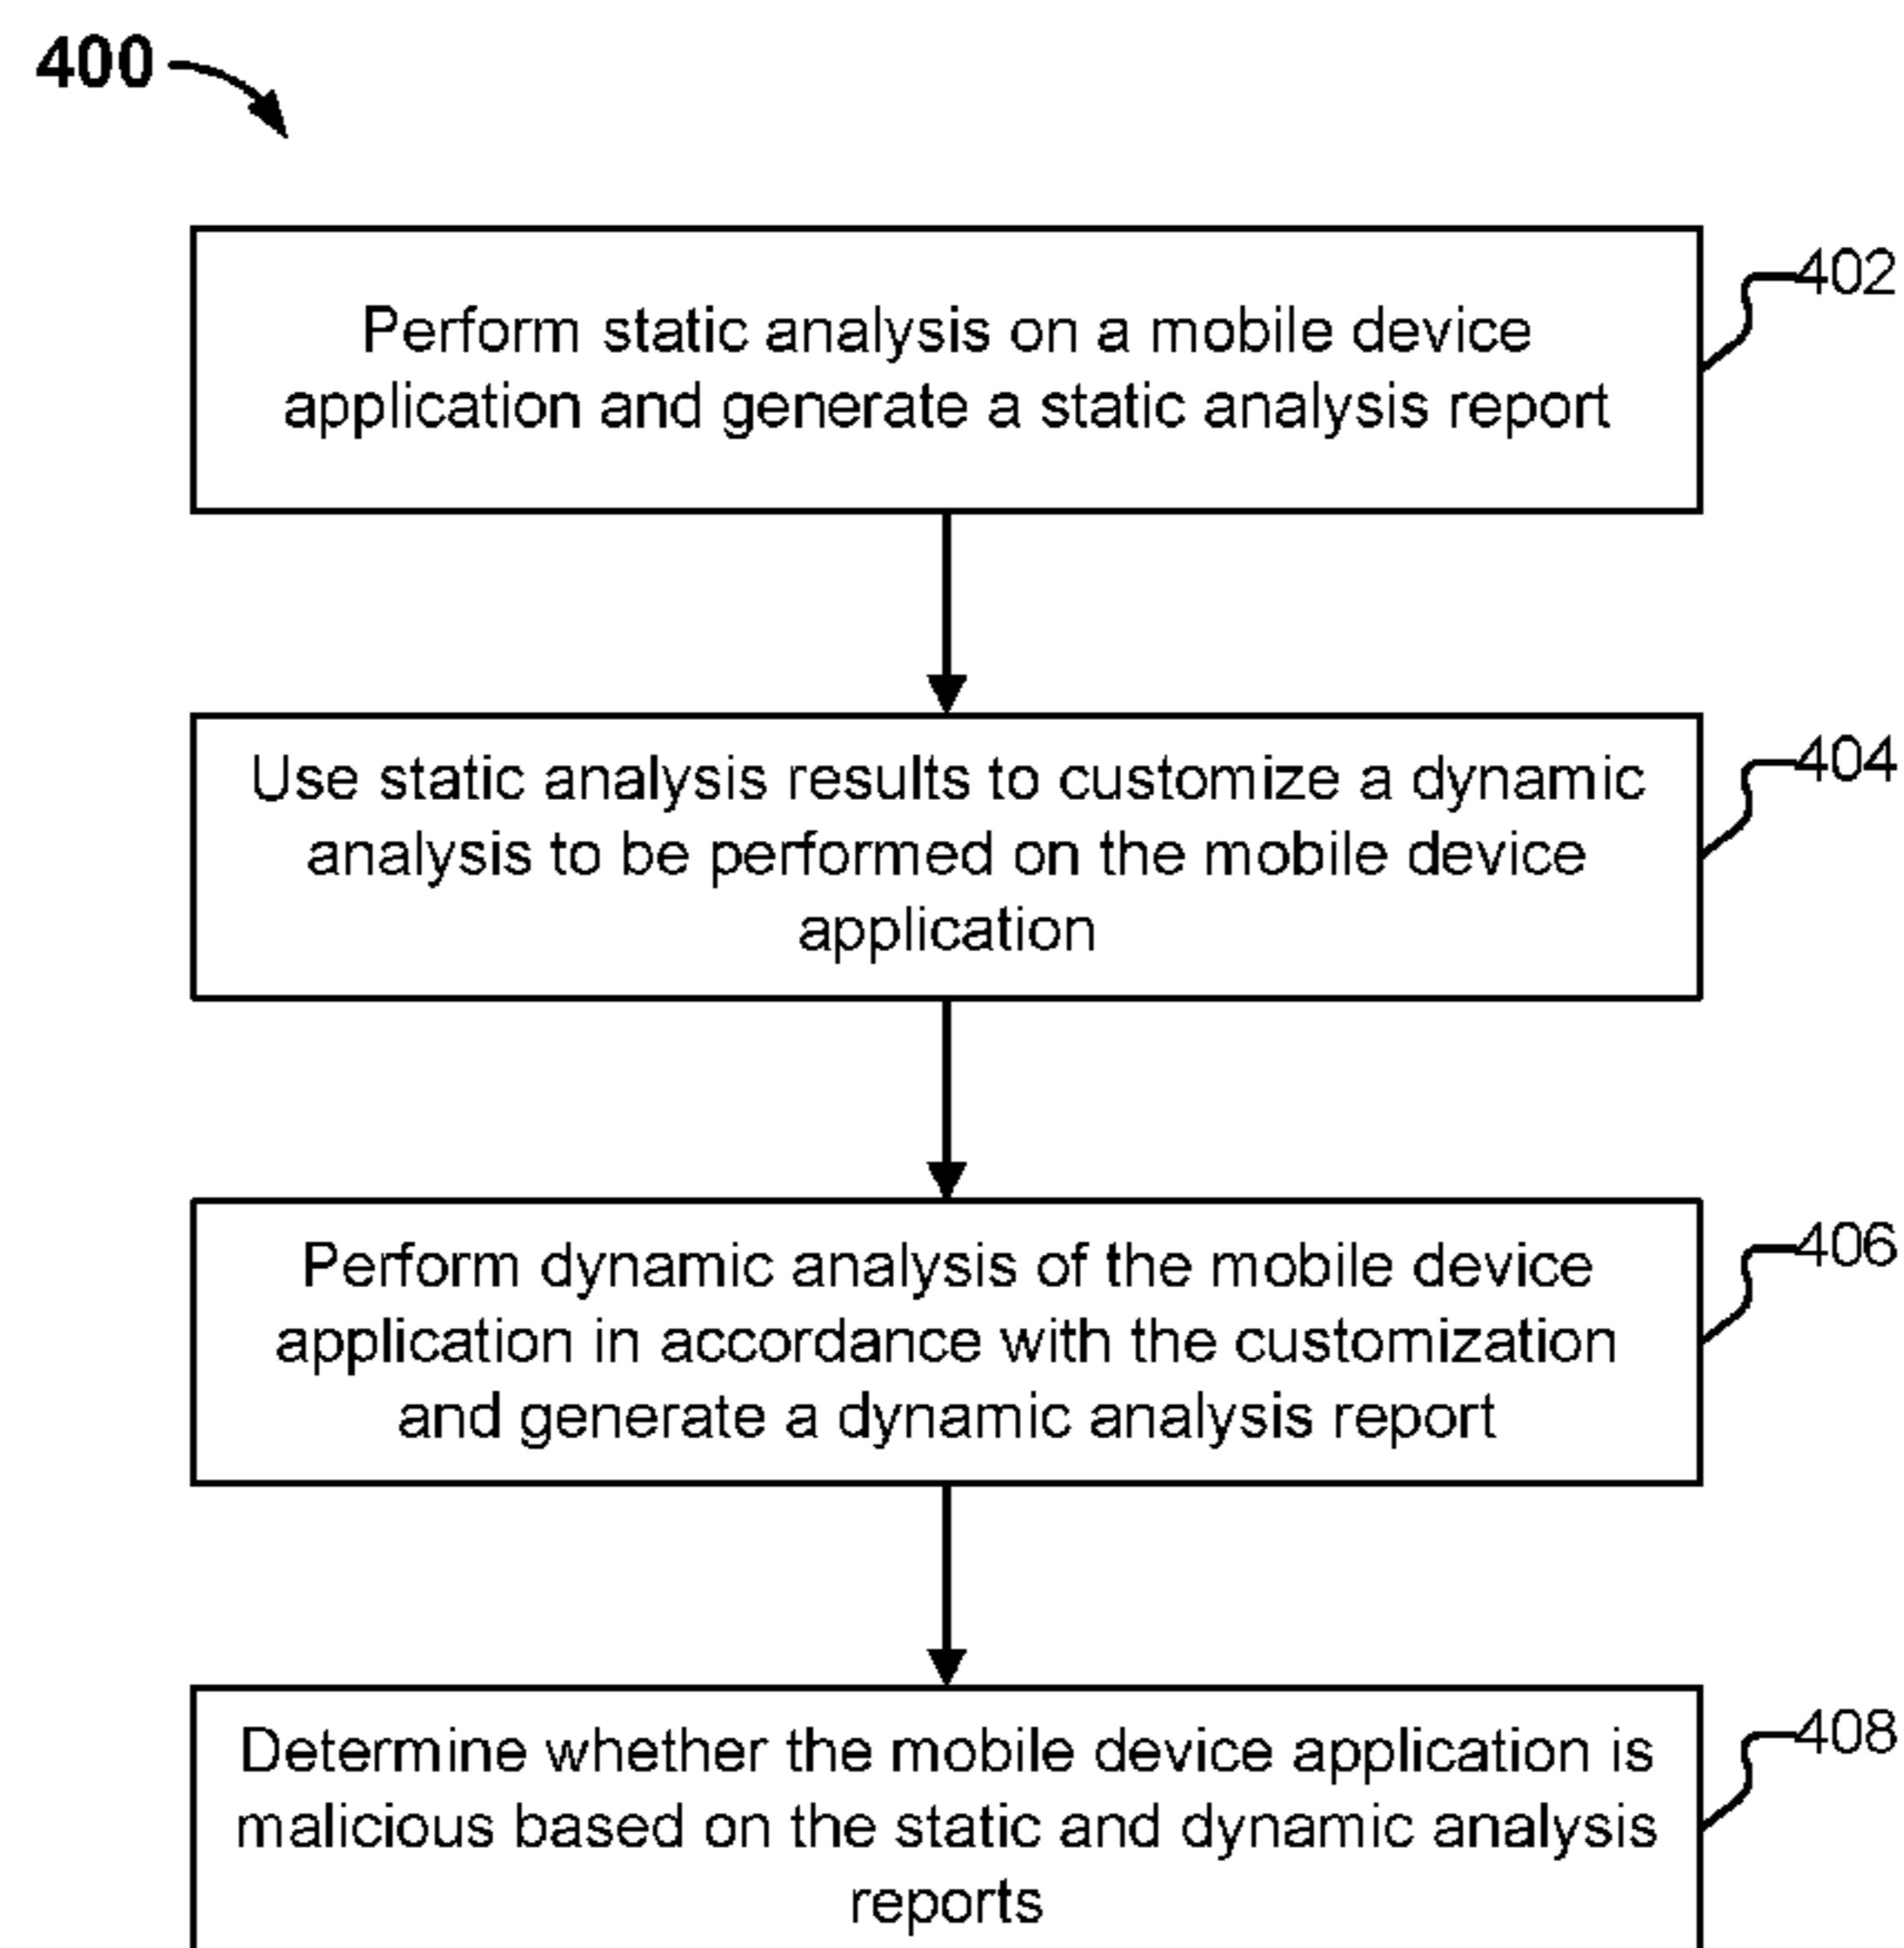 400
402
Perform static analysis on a mobile device
application and generate a static analysis report
404
Use static analysis results to customize a dynamic
analysis to be performed on the mobile device
application
406
Perform dynamic analysis of the mobile device
application in accordance with the customization
and generate a dynamic analysis report
408
Determine whether the mobile device application is
malicious based on the static and dynamic analysis
reports